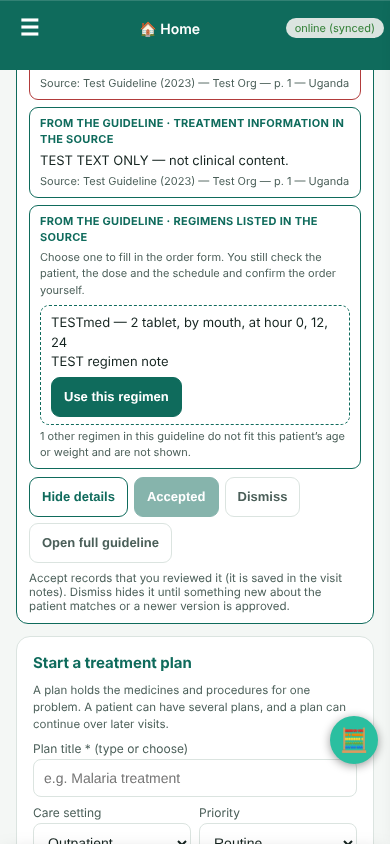 ☰
🏠 Home
online (synced)
Source: Test Guideline (2023) — Test Org — p. 1 — Uganda
FROM THE GUIDELINE · TREATMENT INFORMATION IN
THE SOURCE
TEST TEXT ONLY — not clinical content.
Source: Test Guideline (2023) — Test Org — p. 1 — Uganda
FROM THE GUIDELINE · REGIMENS LISTED IN THE
SOURCE
Choose one to fill in the order form. You still check the
patient, the dose and the schedule and confirm the order
yourself.
TESTmed — 2 tablet, by mouth, at hour 0, 12,
24
TEST regimen note
Use this regimen
1 other regimen in this guideline do not fit this patient's age
or weight and are not shown.
Hide details
Accepted
Dismiss
Open full guideline
Accept records that you reviewed it (it is saved in the visit
notes). Dismiss hides it until something new about the
patient matches or a newer version is approved.
Start a treatment plan
A plan holds the medicines and procedures for one
problem. A patient can have several plans, and a plan can
continue over later visits.
Plan title * (type or choose)
e.g. Malaria treatment
Care setting
Priority
Outpatient
Routine